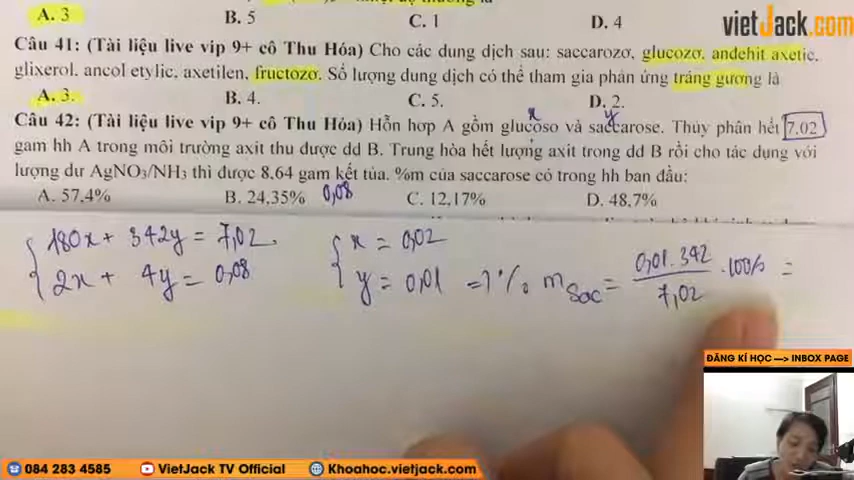 A. 3 B. 5 C. 1 D. 4
vietJack.com
Câu 41: (Tài liệu live vip 9+ cô Thu Hóa) Cho các dung dịch sau: saccarozơ, glucozơ, anđehit axetic,
glixerol, ancol etylic, axetilen, fructozơ. Số lượng dung dịch có thể tham gia phản ứng tráng gương là
A. 3. B. 4. C. 5. D. 2.
x y
Câu 42: (Tài liệu live vip 9+ cô Thu Hóa) Hỗn hợp A gồm glucoso và saccarose. Thủy phân hết 7,02
gam hh A trong môi trường axit thu được dd B. Trung hòa hết lượng axit trong dd B rồi cho tác dụng với
lượng dư AgNO3/NH3 thì được 8,64 gam kết tủa. %m của saccarose có trong hh ban đầu:
A. 57,4% B. 24,35% 0,08 C. 12,17% D. 48,7%
180x + 342y = 7,02 x = 0,02
2x + 4y = 0,08 y = 0,01 => % m Sac = 0,01.342 / 7,02 .100% =
ĐĂNG KÍ HỌC —> INBOX PAGE
084 283 4585 VietJack TV Official Khoahoc.vietjack.com